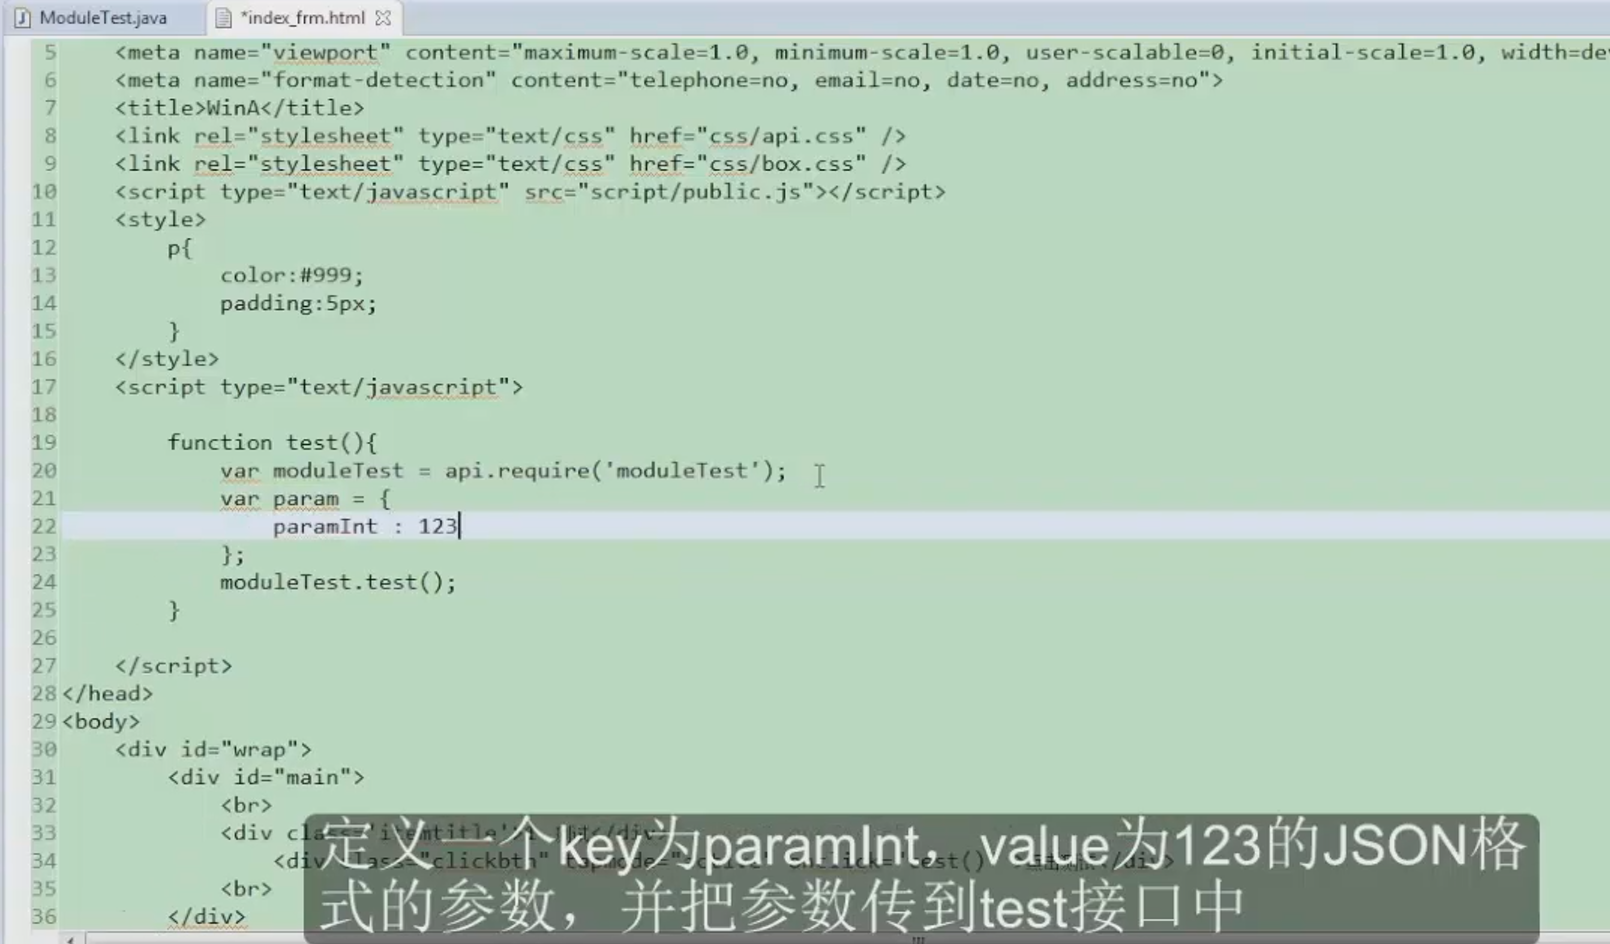 ModuleTest.java
*index_frm.html
5 <meta name="viewport" content="maximum-scale=1.0, minimum-scale=1.0, user-scalable=0, initial-scale=1.0, width=de
6 <meta name="format-detection" content="telephone=no, email=no, date=no, address=no">
7 <title>WinA</title>
8 <link rel="stylesheet" type="text/css" href="css/api.css" />
9 <link rel="stylesheet" type="text/css" href="css/box.css" />
10 <script type="text/javascript" src="script/public.js"></script>
11 <style>
12 p{
13 color:#999;
14 padding:5px;
15 }
16 </style>
17 <script type="text/javascript">
18
19 function test(){
20 var moduleTest = api.require('moduleTest');
21 var param = {
22 paramInt : 123
23 };
24 moduleTest.test();
25 }
26
27 </script>
28 </head>
29 <body>
30 <div id="wrap">
31 <div id="main">
32 <br>
33 <div class='itemtitle'
34 <div class="clickbtn"
35 <br>
36 </div>
定义一个key为paramInt，value为123的JSON格
式的参数，并把参数传到test接口中